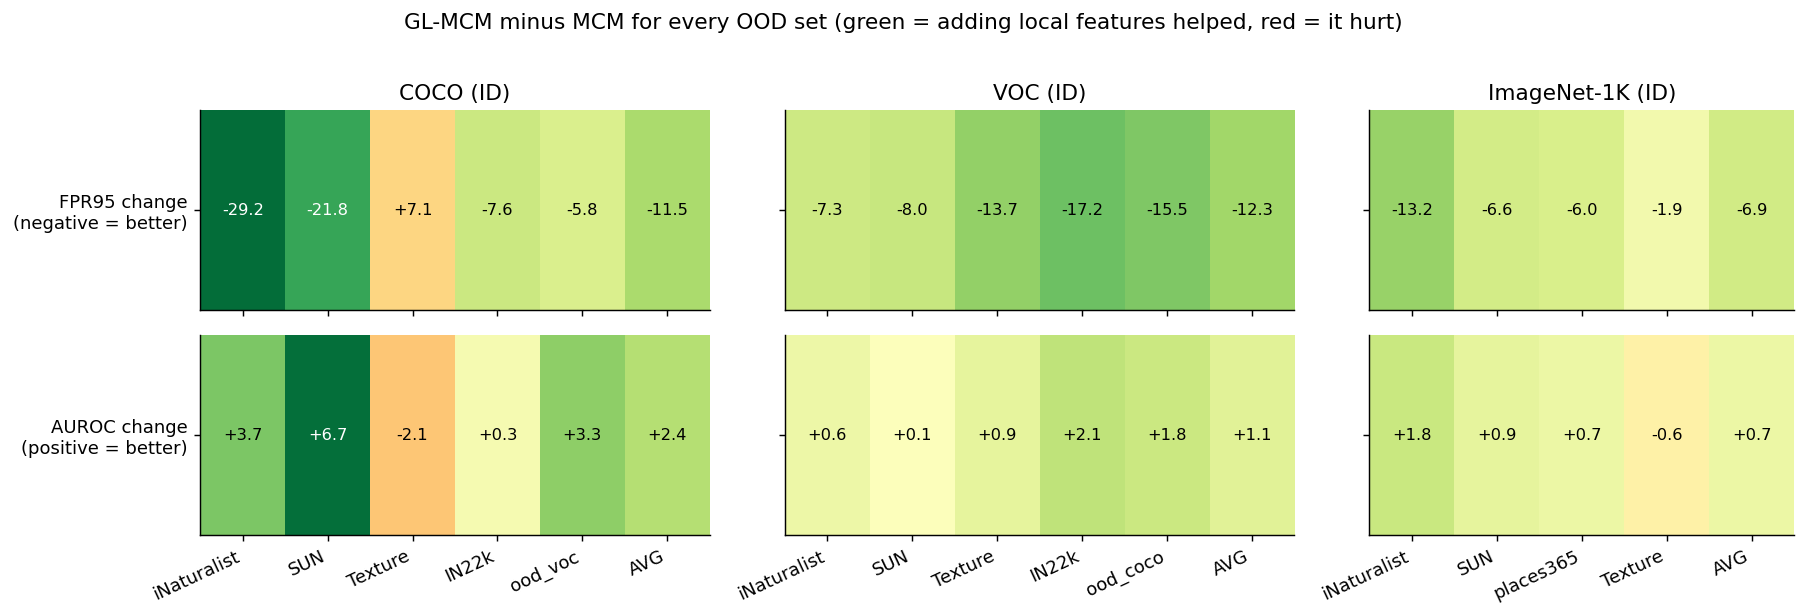 GL-MCM minus MCM for every OOD set (green = adding local features helped, red = it hurt)
COCO (ID)
VOC (ID)
ImageNet-1K (ID)
FPR95 change
(negative = better)
-29.2 -21.8 +7.1 -7.6 -5.8 -11.5
-7.3 -8.0 -13.7 -17.2 -15.5 -12.3
-13.2 -6.6 -6.0 -1.9 -6.9
AUROC change
(positive = better)
+3.7 +6.7 -2.1 +0.3 +3.3 +2.4
+0.6 +0.1 +0.9 +2.1 +1.8 +1.1
+1.8 +0.9 +0.7 -0.6 +0.7
iNaturalist SUN Texture IN22k ood_voc AVG
iNaturalist SUN Texture IN22k ood_coco AVG
iNaturalist SUN places365 Texture AVG